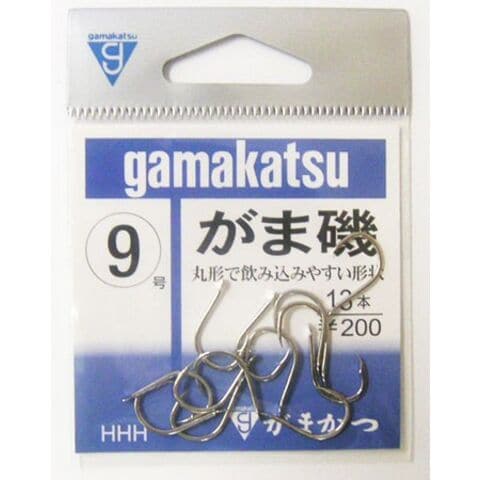 gamakatsu
g
gamakatsu
9
号
がま磯
丸形で飲み込みやすい形状
13本
¥200
HHH
gamakatsu
がまかつ